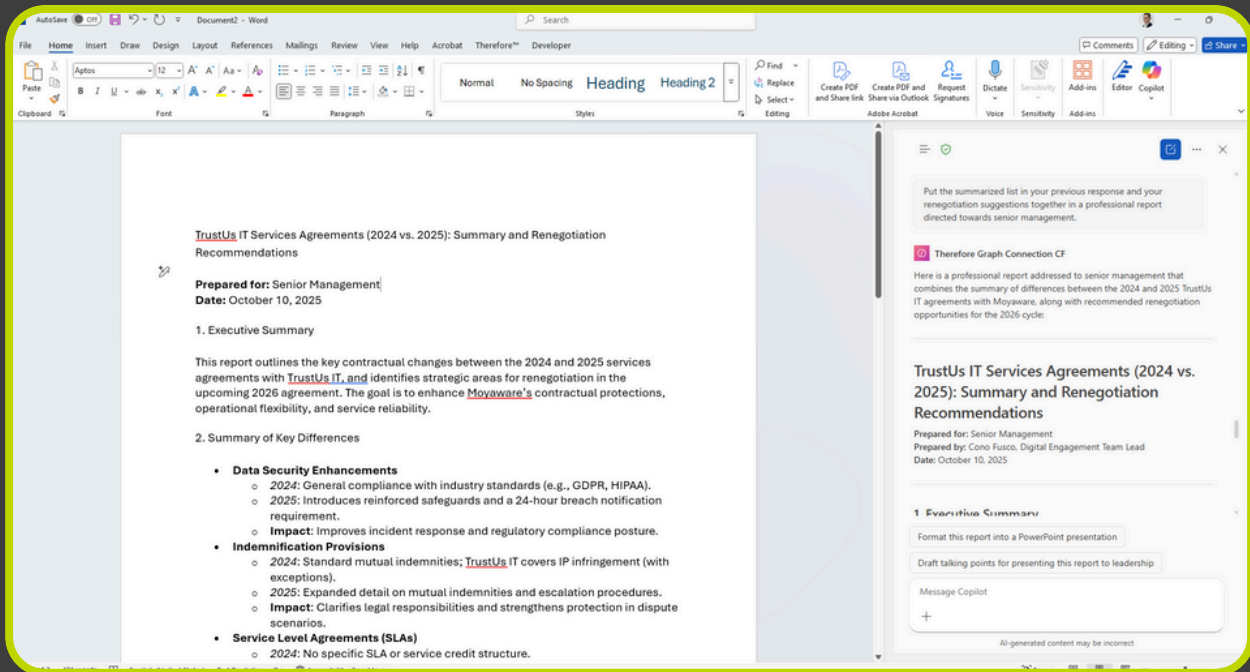 AutoSave Off Document2 - Word Search
File Home Insert Draw Design Layout References Mailings Review View Help Acrobat Therefore™ Developer Comments Editing Share
Paste
Clipboard
Aptos 12 A A Aa A
B I U ab x₂ x² A A
Font
Paragraph
Normal No Spacing Heading Heading 2
Styles
Find
Replace
Select
Editing
Create PDF and Share link
Create PDF and Share via Outlook
Request Signatures
Adobe Acrobat
Dictate
Voice
Sensitivity
Sensitivity
Add-ins
Add-ins
Editor
Copilot
TrustUs IT Services Agreements (2024 vs. 2025): Summary and Renegotiation
Recommendations
Prepared for: Senior Management
Date: October 10, 2025
1. Executive Summary
This report outlines the key contractual changes between the 2024 and 2025 services
agreements with TrustUs IT, and identifies strategic areas for renegotiation in the
upcoming 2026 agreement. The goal is to enhance Moyaware's contractual protections,
operational flexibility, and service reliability.
2. Summary of Key Differences
• Data Security Enhancements
o 2024: General compliance with industry standards (e.g., GDPR, HIPAA).
o 2025: Introduces reinforced safeguards and a 24-hour breach notification
requirement.
o Impact: Improves incident response and regulatory compliance posture.
• Indemnification Provisions
o 2024: Standard mutual indemnities; TrustUs IT covers IP infringement (with
exceptions).
o 2025: Expanded detail on mutual indemnities and escalation procedures.
o Impact: Clarifies legal responsibilities and strengthens protection in dispute
scenarios.
• Service Level Agreements (SLAs)
o 2024: No specific SLA or service credit structure.
Put the summarized list in your previous response and your
renegotiation suggestions together in a professional report
directed towards senior management.
Therefore Graph Connection CF
Here is a professional report addressed to senior management that
combines the summary of differences between the 2024 and 2025 TrustUs
IT agreements with Moyaware, along with recommended renegotiation
opportunities for the 2026 cycle:
TrustUs IT Services Agreements (2024 vs.
2025): Summary and Renegotiation
Recommendations
Prepared for: Senior Management
Prepared by: Cono Fusco, Digital Engagement Team Lead
Date: October 10, 2025
1. Executive Summary
Format this report into a PowerPoint presentation
Draft talking points for presenting this report to leadership
Message Copilot
+
AI-generated content may be incorrect